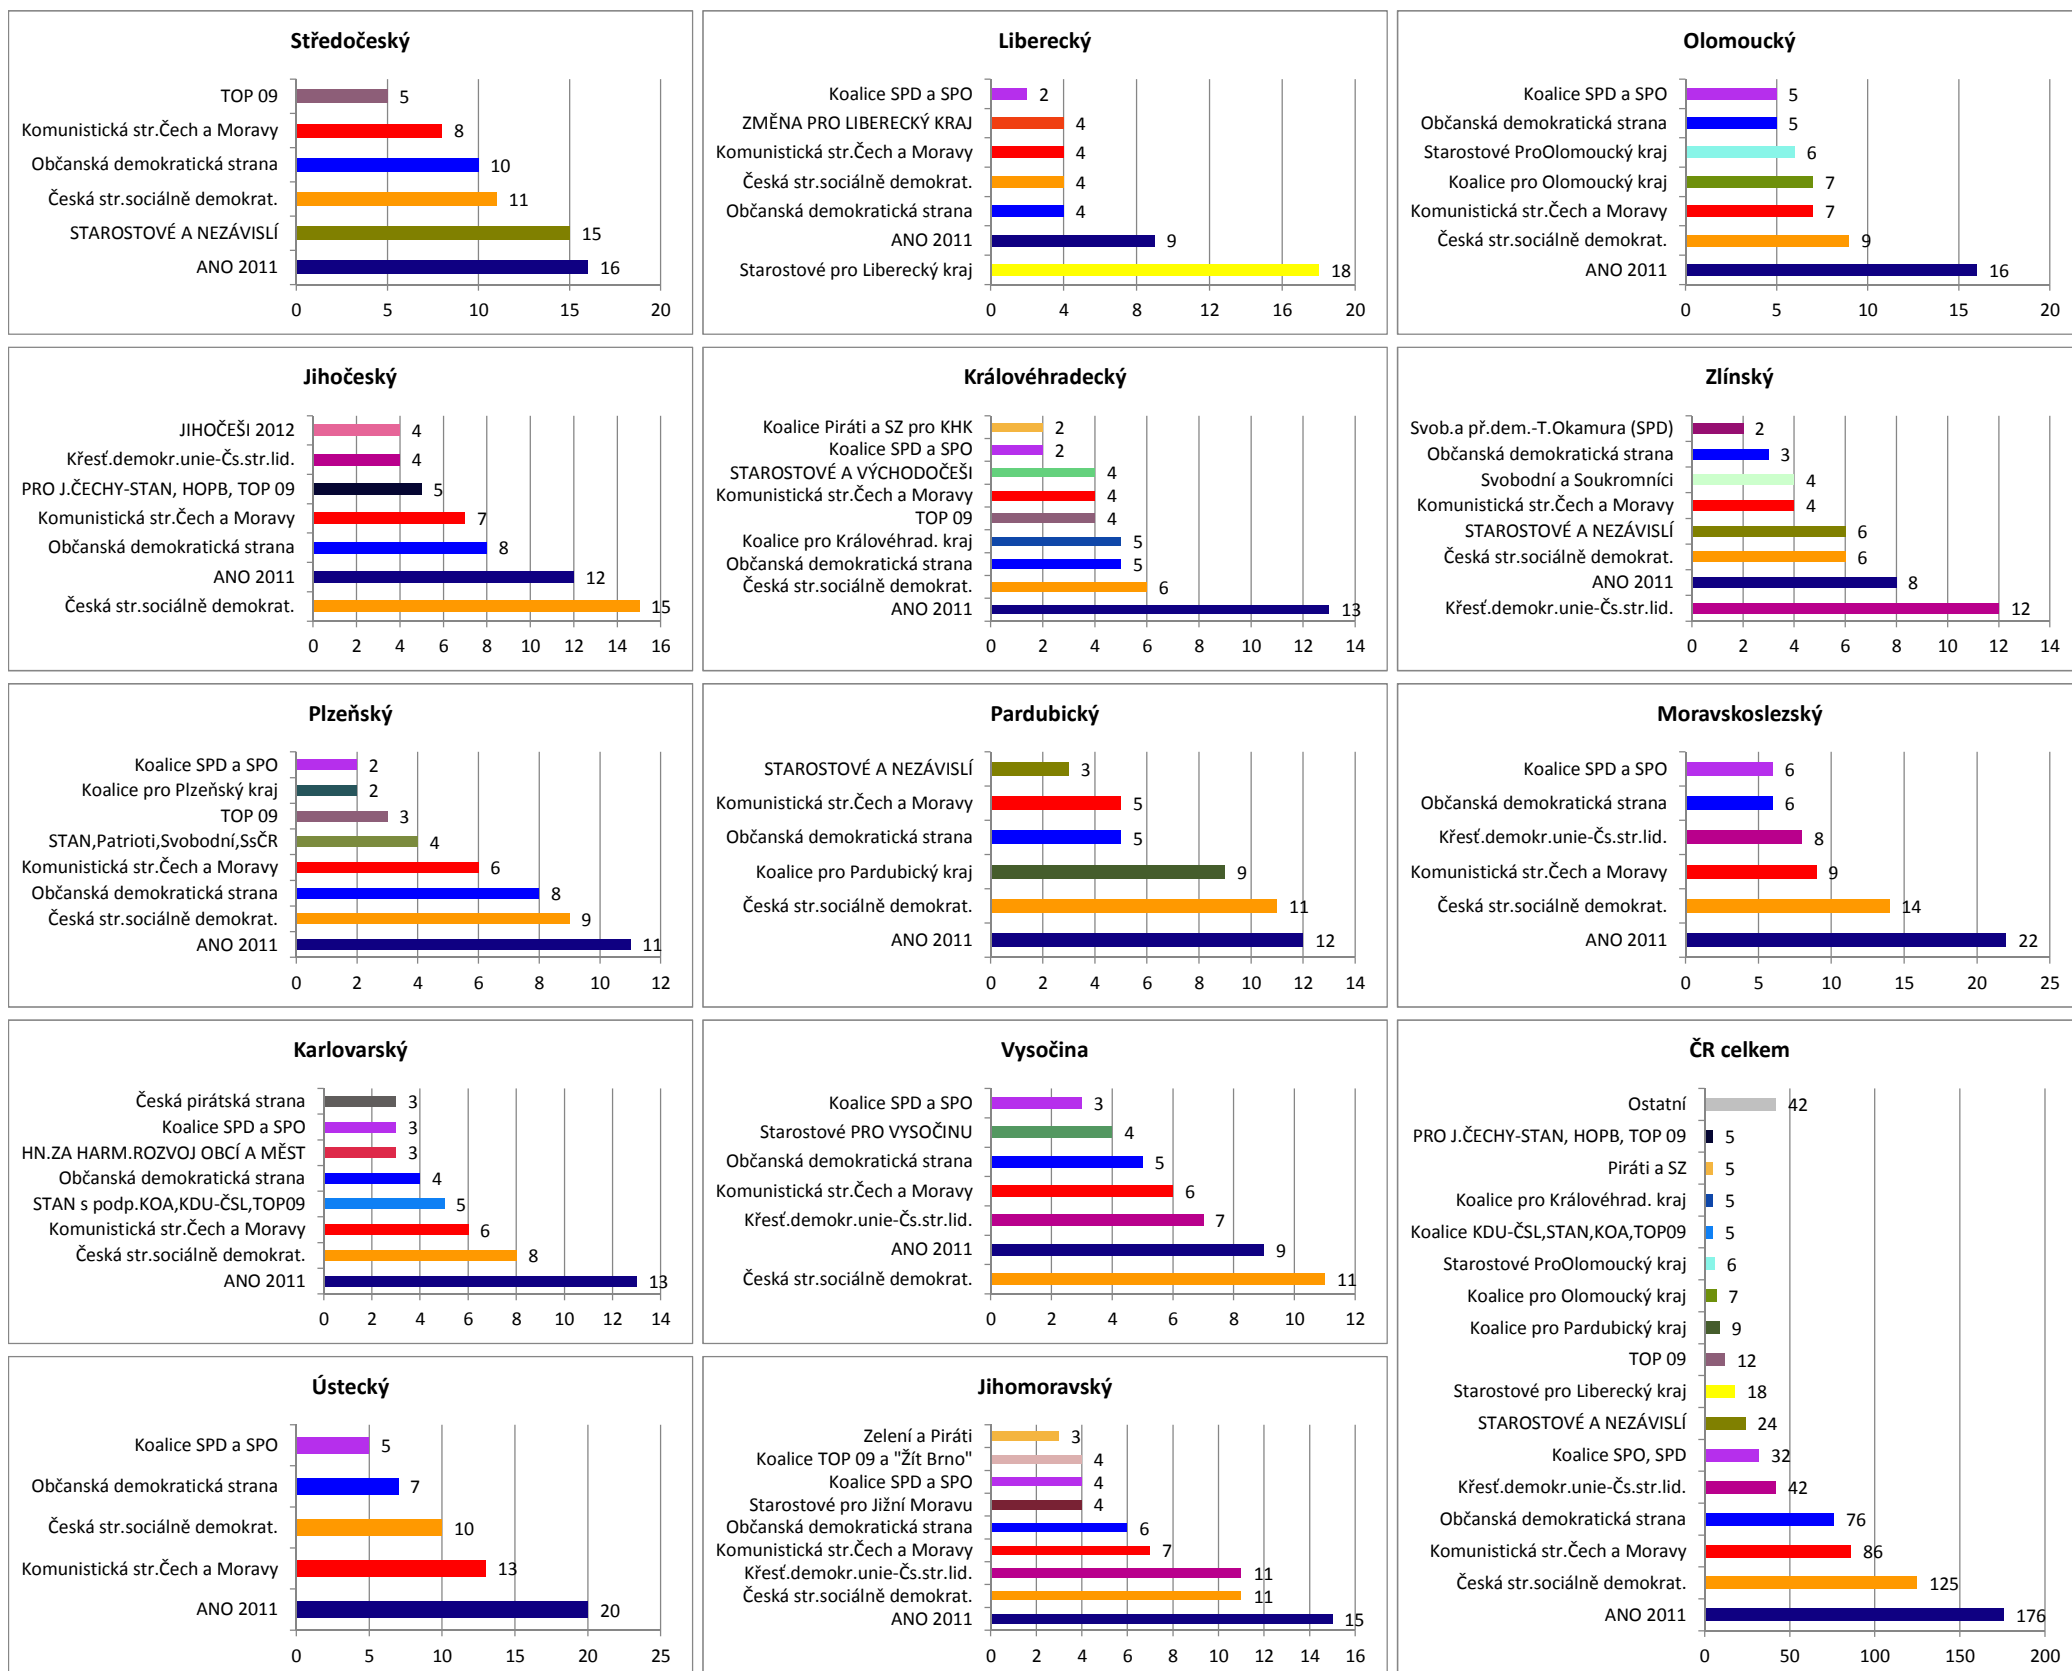 Středočeský
TOP 09 5
Komunistická str.Čech a Moravy 8
Občanská demokratická strana 10
Česká str.sociálně demokrat. 11
STAROSTOVÉ A NEZÁVISLÍ 15
ANO 2011 16
0 5 10 15 20
Liberecký
Koalice SPD a SPO 2
ZMĚNA PRO LIBERECKÝ KRAJ 4
Komunistická str.Čech a Moravy 4
Česká str.sociálně demokrat. 4
Občanská demokratická strana 4
ANO 2011 9
Starostové pro Liberecký kraj 18
0 4 8 12 16 20
Olomoucký
Koalice SPD a SPO 5
Občanská demokratická strana 5
Starostové ProOlomoucký kraj 6
Koalice pro Olomoucký kraj 7
Komunistická str.Čech a Moravy 7
Česká str.sociálně demokrat. 9
ANO 2011 16
0 5 10 15 20
Jihočeský
JIHOČEŠI 2012 4
Křesť.demokr.unie-Čs.str.lid. 4
PRO J.ČECHY-STAN, HOPB, TOP 09 5
Komunistická str.Čech a Moravy 7
Občanská demokratická strana 8
ANO 2011 12
Česká str.sociálně demokrat. 15
0 2 4 6 8 10 12 14 16
Královéhradecký
Koalice Piráti a SZ pro KHK 2
Koalice SPD a SPO 2
STAROSTOVÉ A VÝCHODOČEŠI 4
Komunistická str.Čech a Moravy 4
TOP 09 4
Koalice pro Královéhrad. kraj 5
Občanská demokratická strana 5
Česká str.sociálně demokrat. 6
ANO 2011 13
0 2 4 6 8 10 12 14
Zlínský
Svob.a př.dem.-T.Okamura (SPD) 2
Občanská demokratická strana 3
Svobodní a Soukromníci 4
Komunistická str.Čech a Moravy 4
STAROSTOVÉ A NEZÁVISLÍ 6
Česká str.sociálně demokrat. 6
ANO 2011 8
Křesť.demokr.unie-Čs.str.lid. 12
0 2 4 6 8 10 12 14
Plzeňský
Koalice SPD a SPO 2
Koalice pro Plzeňský kraj 2
TOP 09 3
STAN,Patrioti,Svobodní,SsČR 4
Komunistická str.Čech a Moravy 6
Občanská demokratická strana 8
Česká str.sociálně demokrat. 9
ANO 2011 11
0 2 4 6 8 10 12
Pardubický
STAROSTOVÉ A NEZÁVISLÍ 3
Komunistická str.Čech a Moravy 5
Občanská demokratická strana 5
Koalice pro Pardubický kraj 9
Česká str.sociálně demokrat. 11
ANO 2011 12
0 2 4 6 8 10 12 14
Moravskoslezský
Koalice SPD a SPO 6
Občanská demokratická strana 6
Křesť.demokr.unie-Čs.str.lid. 8
Komunistická str.Čech a Moravy 9
Česká str.sociálně demokrat. 14
ANO 2011 22
0 5 10 15 20 25
Karlovarský
Česká pirátská strana 3
Koalice SPD a SPO 3
HN.ZA HARM.ROZVOJ OBCÍ A MĚST 3
Občanská demokratická strana 4
STAN s podp.KOA,KDU-ČSL,TOP09 5
Komunistická str.Čech a Moravy 6
Česká str.sociálně demokrat. 8
ANO 2011 13
0 2 4 6 8 10 12 14
Vysočina
Koalice SPD a SPO 3
Starostové PRO VYSOČINU 4
Občanská demokratická strana 5
Komunistická str.Čech a Moravy 6
Křesť.demokr.unie-Čs.str.lid. 7
ANO 2011 9
Česká str.sociálně demokrat. 11
0 2 4 6 8 10 12
ČR celkem
Ostatní 42
PRO J.ČECHY-STAN, HOPB, TOP 09 5
Piráti a SZ 5
Koalice pro Královéhrad. kraj 5
Koalice KDU-ČSL,STAN,KOA,TOP09 5
Starostové ProOlomoucký kraj 6
Koalice pro Olomoucký kraj 7
Koalice pro Pardubický kraj 9
TOP 09 12
Starostové pro Liberecký kraj 18
STAROSTOVÉ A NEZÁVISLÍ 24
Koalice SPO, SPD 32
Křesť.demokr.unie-Čs.str.lid. 42
Občanská demokratická strana 76
Komunistická str.Čech a Moravy 86
Česká str.sociálně demokrat. 125
ANO 2011 176
0 50 100 150 200
Ústecký
Koalice SPD a SPO 5
Občanská demokratická strana 7
Česká str.sociálně demokrat. 10
Komunistická str.Čech a Moravy 13
ANO 2011 20
0 5 10 15 20 25
Jihomoravský
Zelení a Piráti 3
Koalice TOP 09 a "Žít Brno" 4
Koalice SPD a SPO 4
Starostové pro Jižní Moravu 4
Občanská demokratická strana 6
Komunistická str.Čech a Moravy 7
Křesť.demokr.unie-Čs.str.lid. 11
Česká str.sociálně demokrat. 11
ANO 2011 15
0 2 4 6 8 10 12 14 16